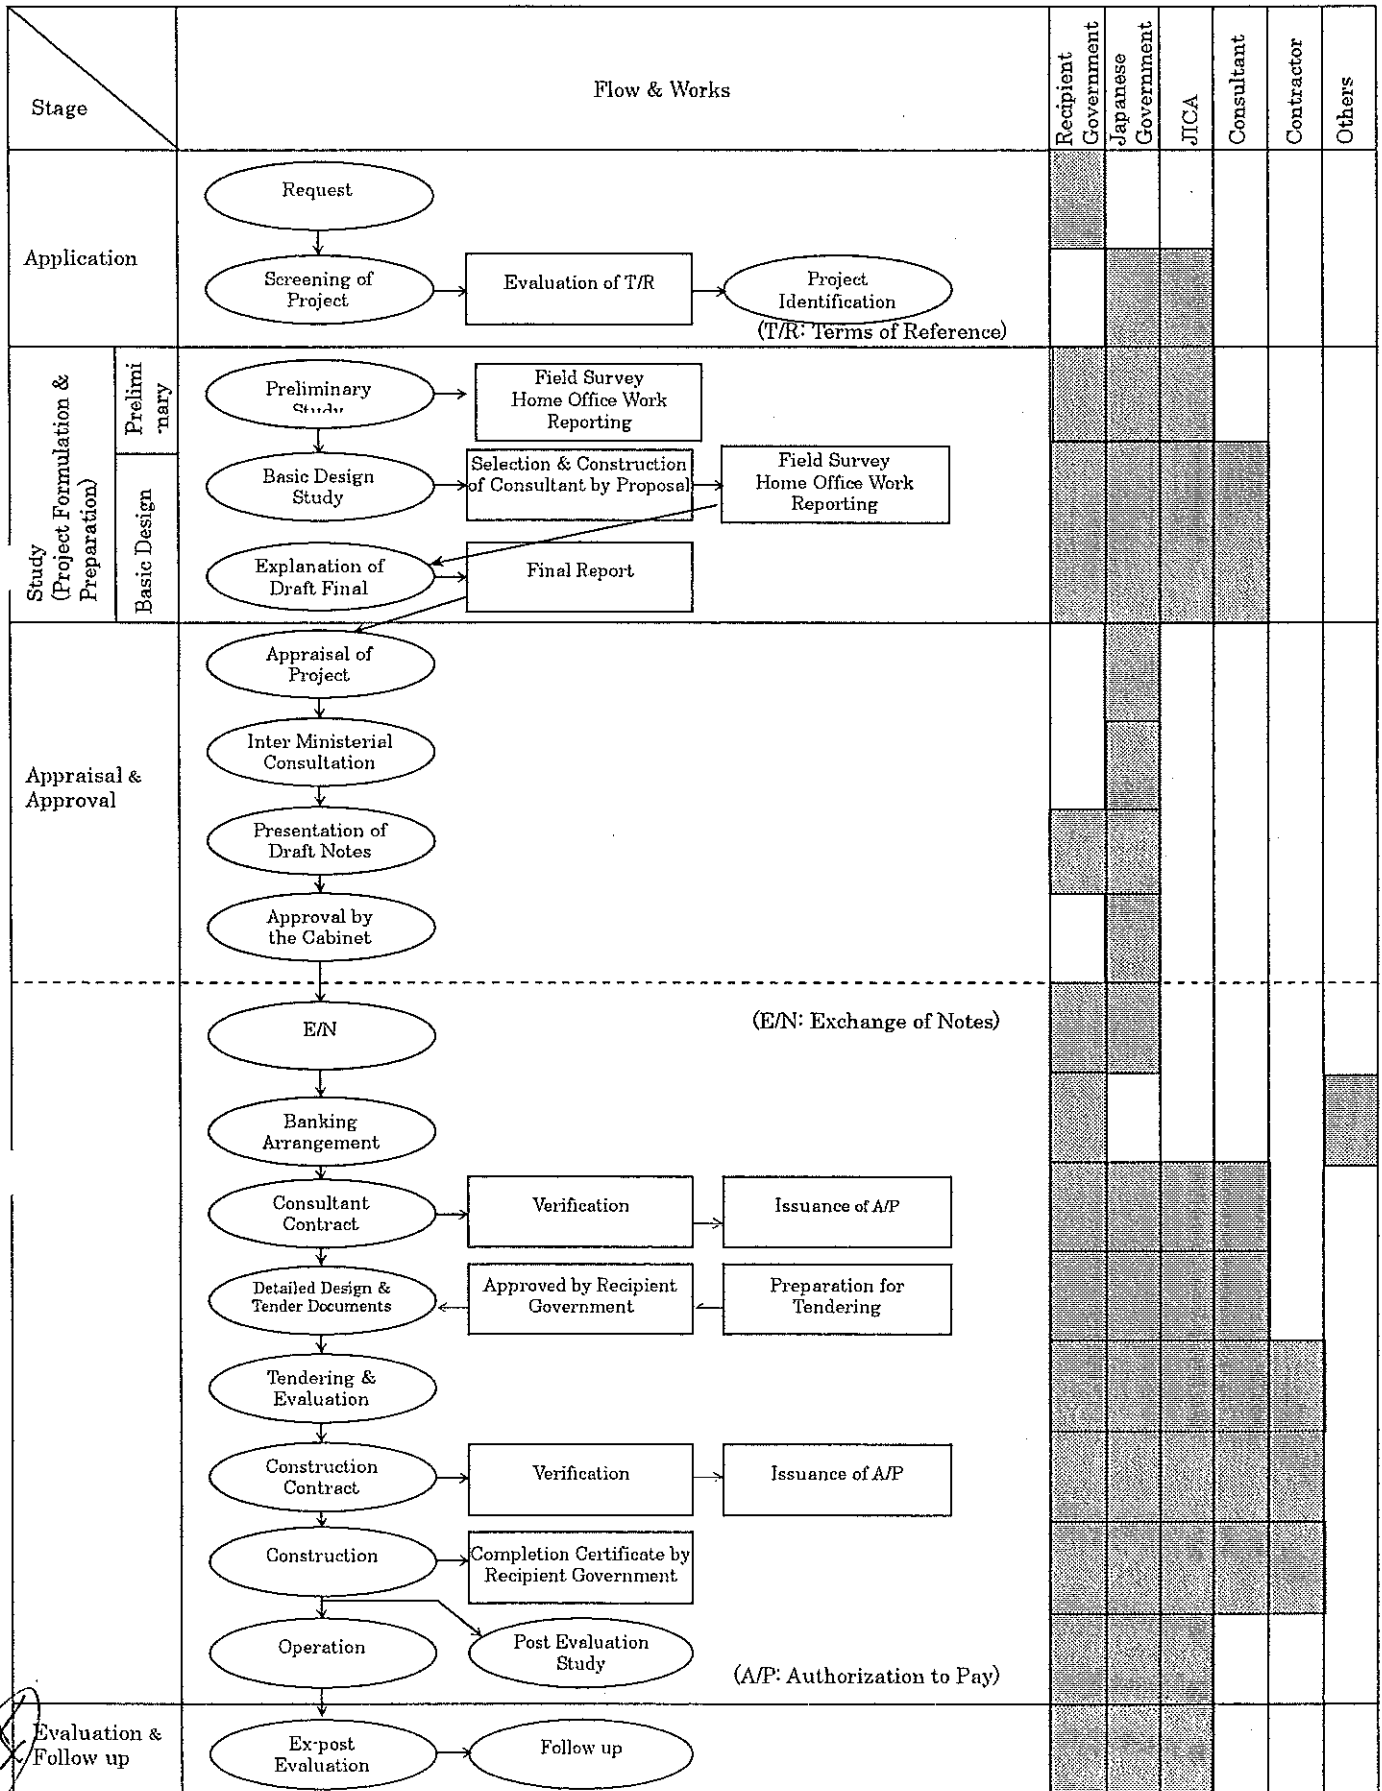 Stage
Flow & Works
Recipient
Government
Japanese
Government
JICA
Consultant
Contractor
Others
Application
Request
Screening of
Project
Evaluation of T/R
Project
Identification
(T/R: Terms of Reference)
Study
(Project Formulation &
Preparation)
Prelimi
-nary
Preliminary
Study
Field Survey
Home Office Work
Reporting
Basic Design
Basic Design
Study
Selection & Construction
of Consultant by Proposal
Field Survey
Home Office Work
Reporting
Explanation of
Draft Final
Final Report
Appraisal &
Approval
Appraisal of
Project
Inter Ministerial
Consultation
Presentation of
Draft Notes
Approval by
the Cabinet
E/N
(E/N: Exchange of Notes)
Banking
Arrangement
Consultant
Contract
Verification
Issuance of A/P
Detailed Design &
Tender Documents
Approved by Recipient
Government
Preparation for
Tendering
Tendering &
Evaluation
Construction
Contract
Verification
Issuance of A/P
Construction
Completion Certificate by
Recipient Government
Operation
Post Evaluation
Study
(A/P: Authorization to Pay)
Evaluation &
Follow up
Ex-post
Evaluation
Follow up